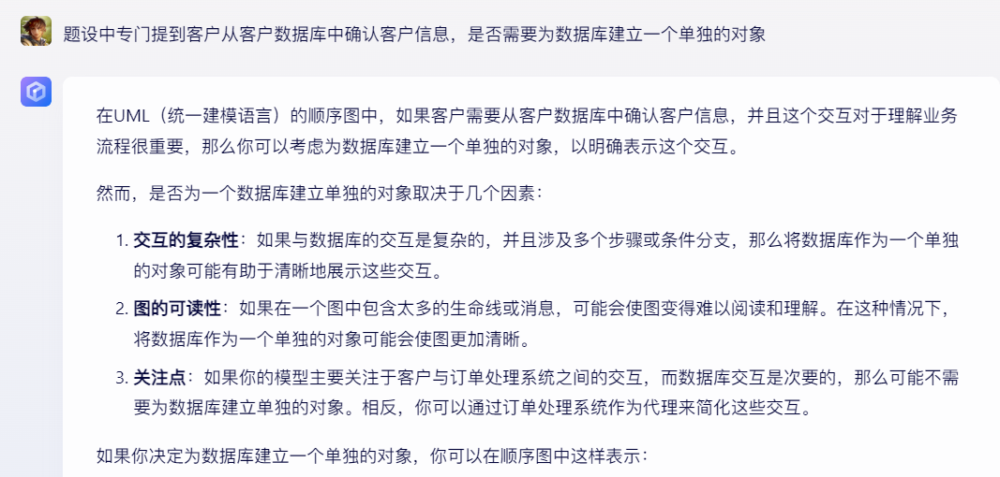 题设中专门提到客户从客户数据库中确认客户信息，是否需要为数据库建立一个单独的对象
在UML（统一建模语言）的顺序图中，如果客户需要从客户数据库中确认客户信息，并且这个交互对于理解业务
流程很重要，那么你可以考虑为数据库建立一个单独的对象，以明确表示这个交互。
然而，是否为一个数据库建立单独的对象取决于几个因素：
1. 交互的复杂性：如果与数据库的交互是复杂的，并且涉及多个步骤或条件分支，那么将数据库作为一个单独
的对象可能有助于清晰地展示这些交互。
2. 图的可读性：如果在一个图中包含太多的生命线或消息，可能会使图变得难以阅读和理解。在这种情况下，
将数据库作为一个单独的对象可能会使图更加清晰。
3. 关注点：如果你的模型主要关注于客户与订单处理系统之间的交互，而数据库交互是次要的，那么可能不需
要为数据库建立单独的对象。相反，你可以通过订单处理系统作为代理来简化这些交互。
如果你决定为数据库建立一个单独的对象，你可以在顺序图中这样表示：